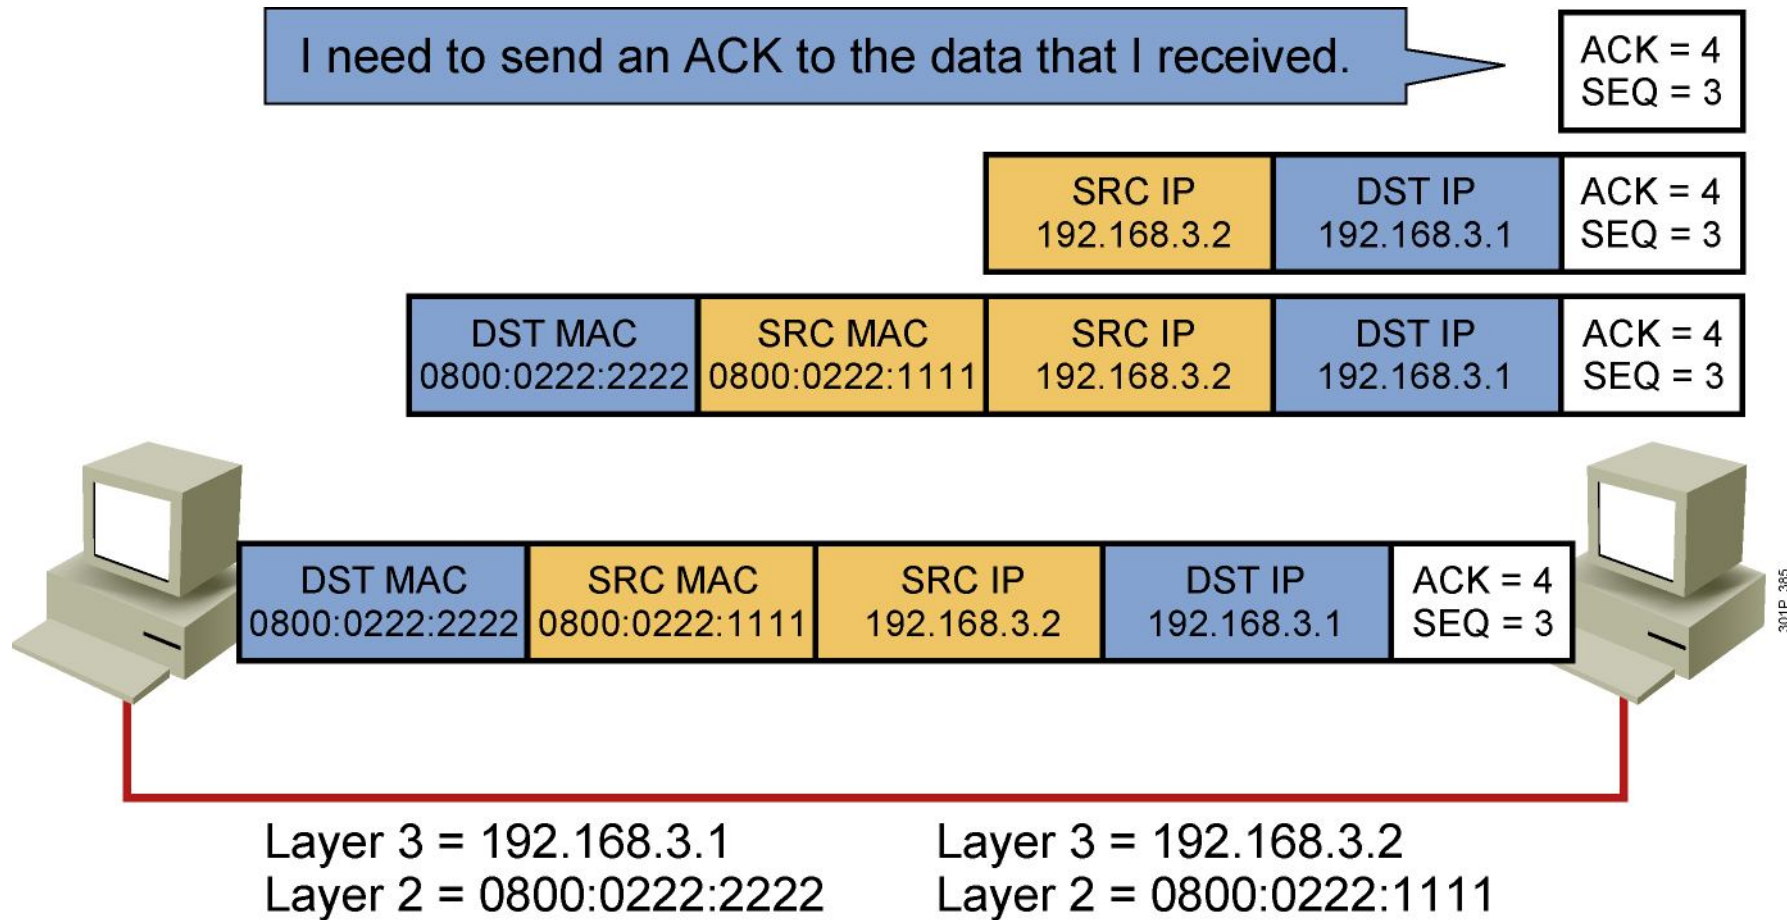 I need to send an ACK to the data that I received.
ACK = 4
SEQ = 3
SRC IP
192.168.3.2
DST IP
192.168.3.1
ACK = 4
SEQ = 3
DST MAC
0800:0222:2222
SRC MAC
0800:0222:1111
SRC IP
192.168.3.2
DST IP
192.168.3.1
ACK = 4
SEQ = 3
DST MAC
0800:0222:2222
SRC MAC
0800:0222:1111
SRC IP
192.168.3.2
DST IP
192.168.3.1
ACK = 4
SEQ = 3
301P_385
Layer 3 = 192.168.3.1
Layer 2 = 0800:0222:2222
Layer 3 = 192.168.3.2
Layer 2 = 0800:0222:1111